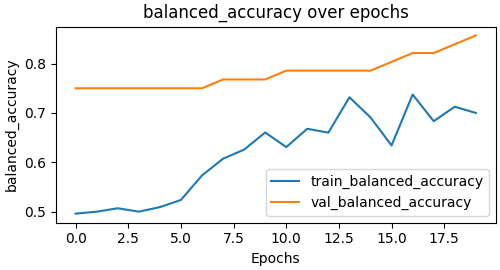 balanced_accuracy over epochs
balanced_accuracy
0.8
0.7
0.6
0.5
train_balanced_accuracy
val_balanced_accuracy
0.0 2.5 5.0 7.5 10.0 12.5 15.0 17.5
Epochs